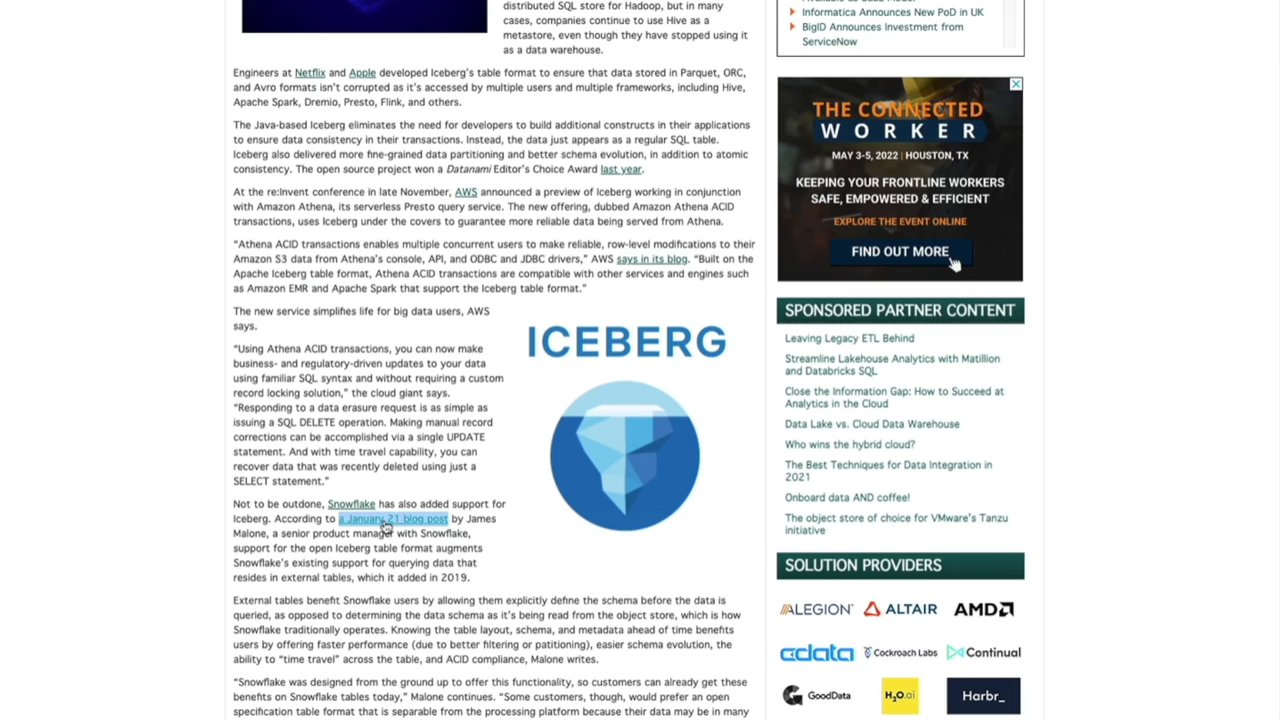 distributed SQL store for Hadoop, but in many
cases, companies continue to use Hive as a
metastore, even though they have stopped using it
as a data warehouse.
Engineers at Netflix and Apple developed Iceberg's table format to ensure that data stored in Parquet, ORC,
and Avro formats isn't corrupted as it's accessed by multiple users and multiple frameworks, including Hive,
Apache Spark, Dremio, Presto, Flink, and others.
The Java-based Iceberg eliminates the need for developers to build additional constructs in their applications
to ensure data consistency in their transactions. Instead, the data just appears as a regular SQL table.
Iceberg also delivered more fine-grained data partitioning and better schema evolution, in addition to atomic
consistency. The open source project won a Datanami Editor's Choice Award last year.
At the re:Invent conference in late November, AWS announced a preview of Iceberg working in conjunction
with Amazon Athena, its serverless Presto query service. The new offering, dubbed Amazon Athena ACID
transactions, uses Iceberg under the covers to guarantee more reliable data being served from Athena.
“Athena ACID transactions enables multiple concurrent users to make reliable, row-level modifications to their
Amazon S3 data from Athena's console, API, and ODBC and JDBC drivers,” AWS says in its blog. “Built on the
Apache Iceberg table format, Athena ACID transactions are compatible with other services and engines such
as Amazon EMR and Apache Spark that support the Iceberg table format.”
The new service simplifies life for big data users, AWS
says.
“Using Athena ACID transactions, you can now make
business- and regulatory-driven updates to your data
using familiar SQL syntax and without requiring a custom
record locking solution,” the cloud giant says.
“Responding to a data erasure request is as simple as
issuing a SQL DELETE operation. Making manual record
corrections can be accomplished via a single UPDATE
statement. And with time travel capability, you can
recover data that was recently deleted using just a
SELECT statement.”
ICEBERG
Not to be outdone, Snowflake has also added support for
Iceberg. According to a January 21 blog post by James
Malone, a senior product manager with Snowflake,
support for the open Iceberg table format augments
Snowflake's existing support for querying data that
resides in external tables, which it added in 2019.
External tables benefit Snowflake users by allowing them explicitly define the schema before the data is
queried, as opposed to determining the data schema as it's being read from the object store, which is how
Snowflake traditionally operates. Knowing the table layout, schema, and metadata ahead of time benefits
users by offering faster performance (due to better filtering or patitioning), easier schema evolution, the
ability to “time travel” across the table, and ACID compliance, Malone writes.
“Snowflake was designed from the ground up to offer this functionality, so customers can already get these
benefits on Snowflake tables today,” Malone continues. “Some customers, though, would prefer an open
specification table format that is separable from the processing platform because their data may be in many
Informatica Announces New PoD in UK
BigID Announces Investment from
ServiceNow
THE CONNECTED
WORKER
MAY 3-5, 2022 | HOUSTON, TX
KEEPING YOUR FRONTLINE WORKERS
SAFE, EMPOWERED & EFFICIENT
EXPLORE THE EVENT ONLINE
FIND OUT MORE
SPONSORED PARTNER CONTENT
Leaving Legacy ETL Behind
Streamline Lakehouse Analytics with Matillion
and Databricks SQL
Close the Information Gap: How to Succeed at
Analytics in the Cloud
Data Lake vs. Cloud Data Warehouse
Who wins the hybrid cloud?
The Best Techniques for Data Integration in
2021
Onboard data AND coffee!
The object store of choice for VMware's Tanzu
initiative
SOLUTION PROVIDERS
ALEGION ALTAIR AMD
cdata Cockroach Labs Continual
GoodData H2O.ai Harbr_